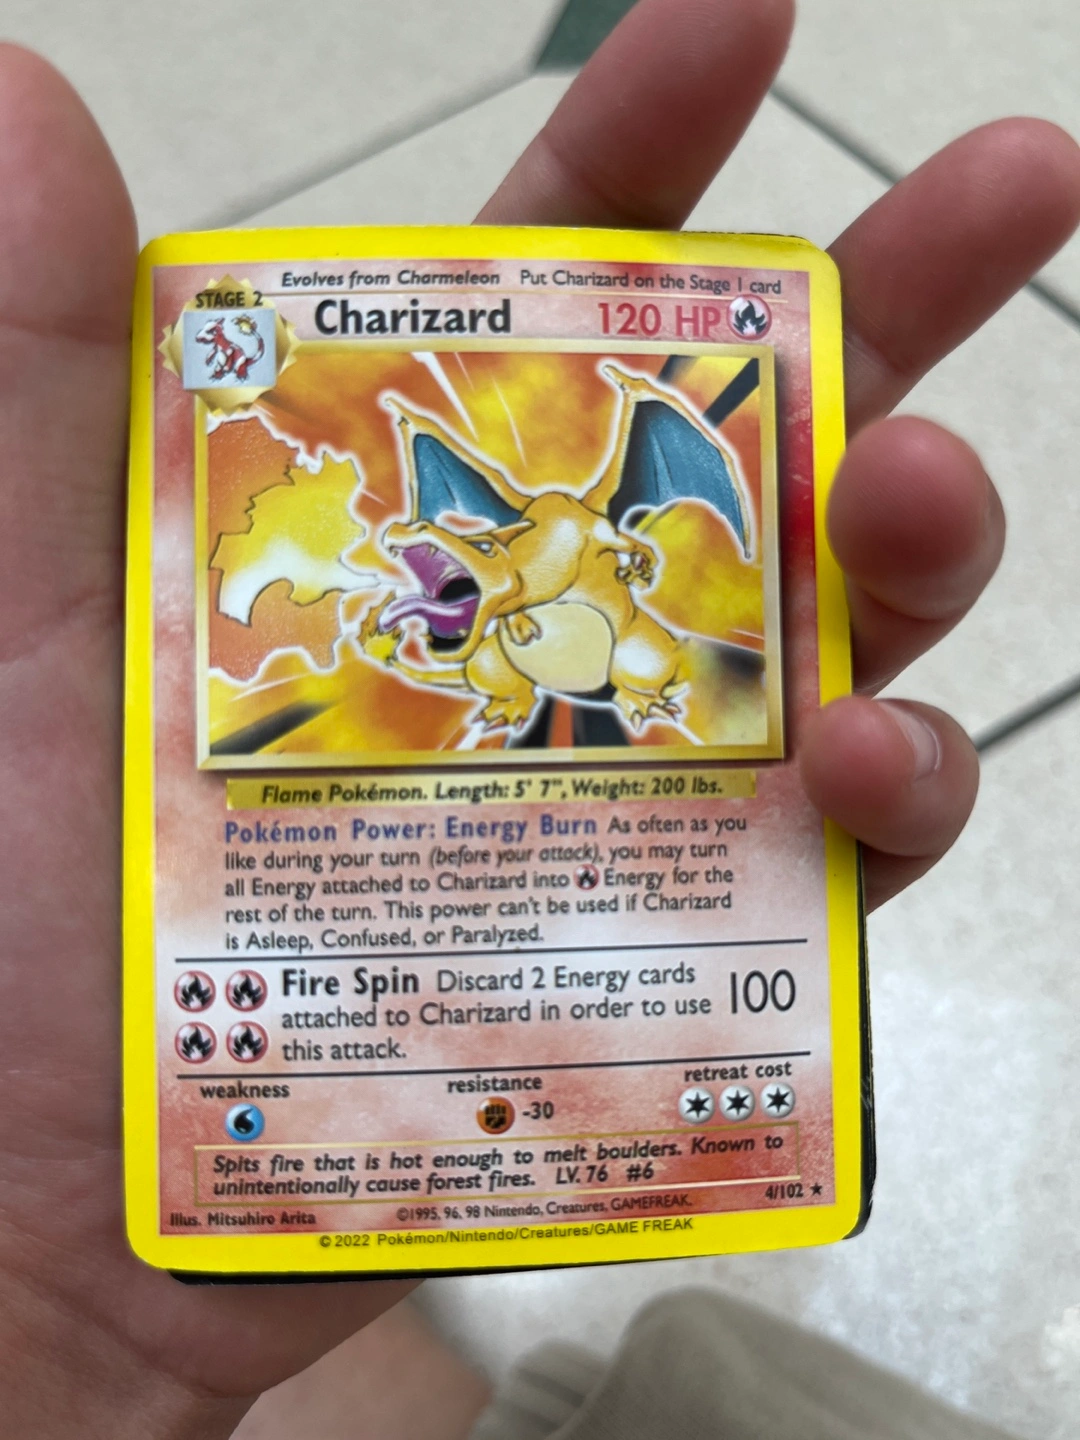 Evolves from Charmeleon Put Charizard on the Stage 1 card
STAGE 2
Charizard 120 HP
Flame Pokémon. Length: 5' 7", Weight: 200 lbs.
Pokémon Power: Energy Burn As often as you
like during your turn (before your attack), you may turn
all Energy attached to Charizard into Energy for the
rest of the turn. This power can't be used if Charizard
is Asleep, Confused, or Paralyzed.
Fire Spin Discard 2 Energy cards
attached to Charizard in order to use 100
this attack.
weakness resistance retreat cost
-30
Spits fire that is hot enough to melt boulders. Known to
unintentionally cause forest fires. LV. 76 #6
4/102 ★
Illus. Mitsuhiro Arita ©1995, 96, 98 Nintendo, Creatures, GAMEFREAK.
© 2022 Pokémon/Nintendo/Creatures/GAME FREAK